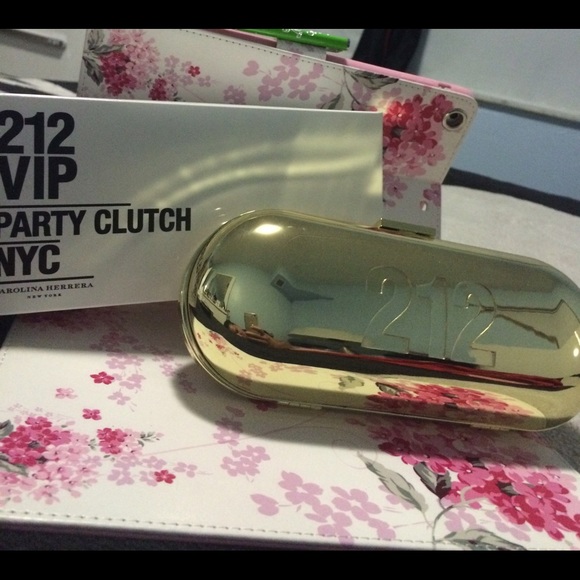 212
VIP
PARTY CLUTCH
NYC
CAROLINA HERRERA
NEW YORK
212